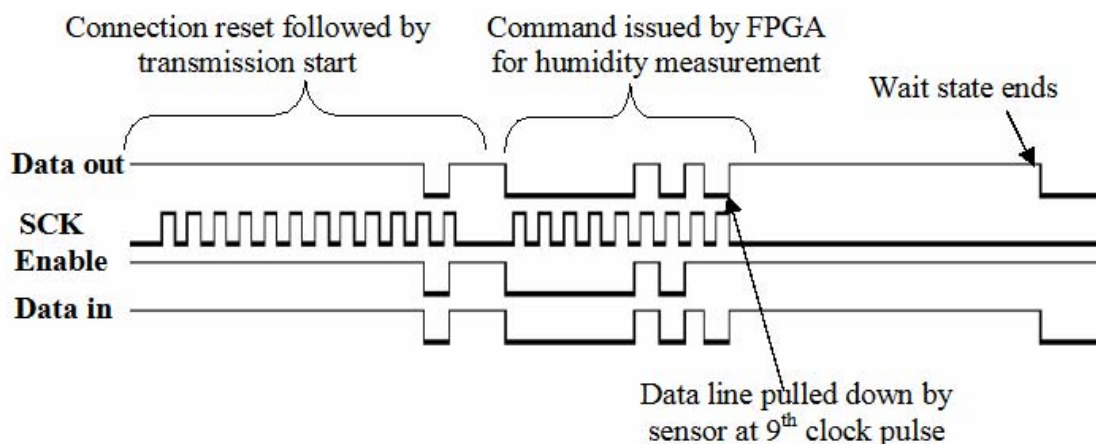 Connection reset followed by
transmission start
Command issued by FPGA
for humidity measurement
Wait state ends
Data out
SCK
Enable
Data in
Data line pulled down by
sensor at 9th clock pulse